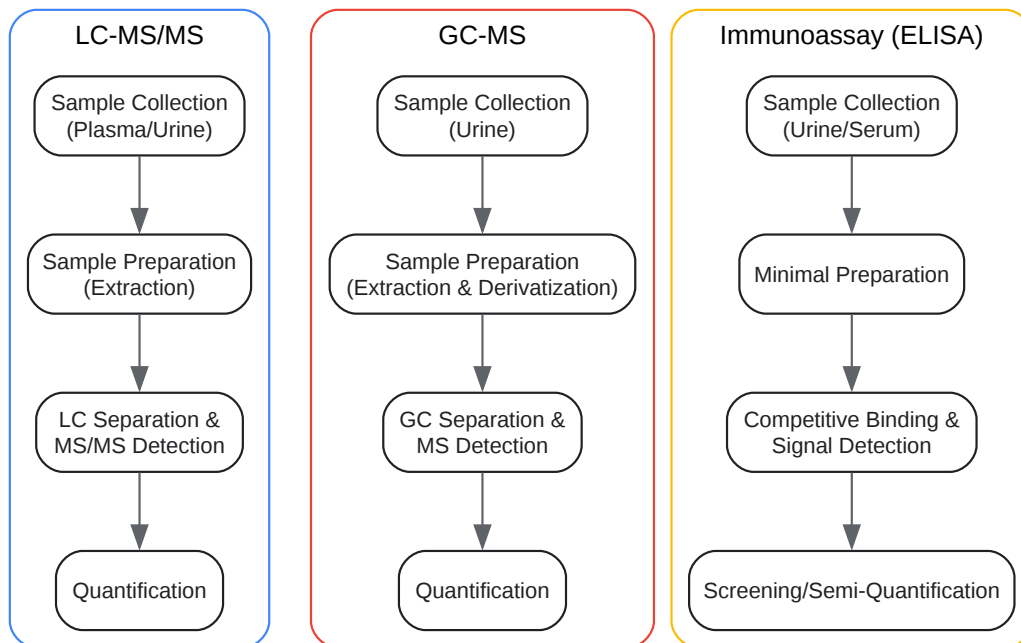 LC-MS/MS
Sample Collection
(Plasma/Urine)
Sample Preparation
(Extraction)
LC Separation &
MS/MS Detection
Quantification
GC-MS
Sample Collection
(Urine)
Sample Preparation
(Extraction & Derivatization)
GC Separation &
MS Detection
Quantification
Immunoassay (ELISA)
Sample Collection
(Urine/Serum)
Minimal Preparation
Competitive Binding &
Signal Detection
Screening/Semi-Quantification